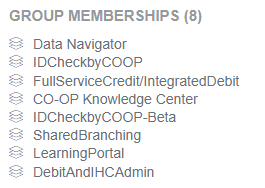 GROUP MEMBERSHIPS (8)
Data Navigator
IDCheckbyCOOP
FullServiceCredit/IntegratedDebit
CO-OP Knowledge Center
IDCheckbyCOOP-Beta
SharedBranching
LearningPortal
DebitAndIHCAdmin